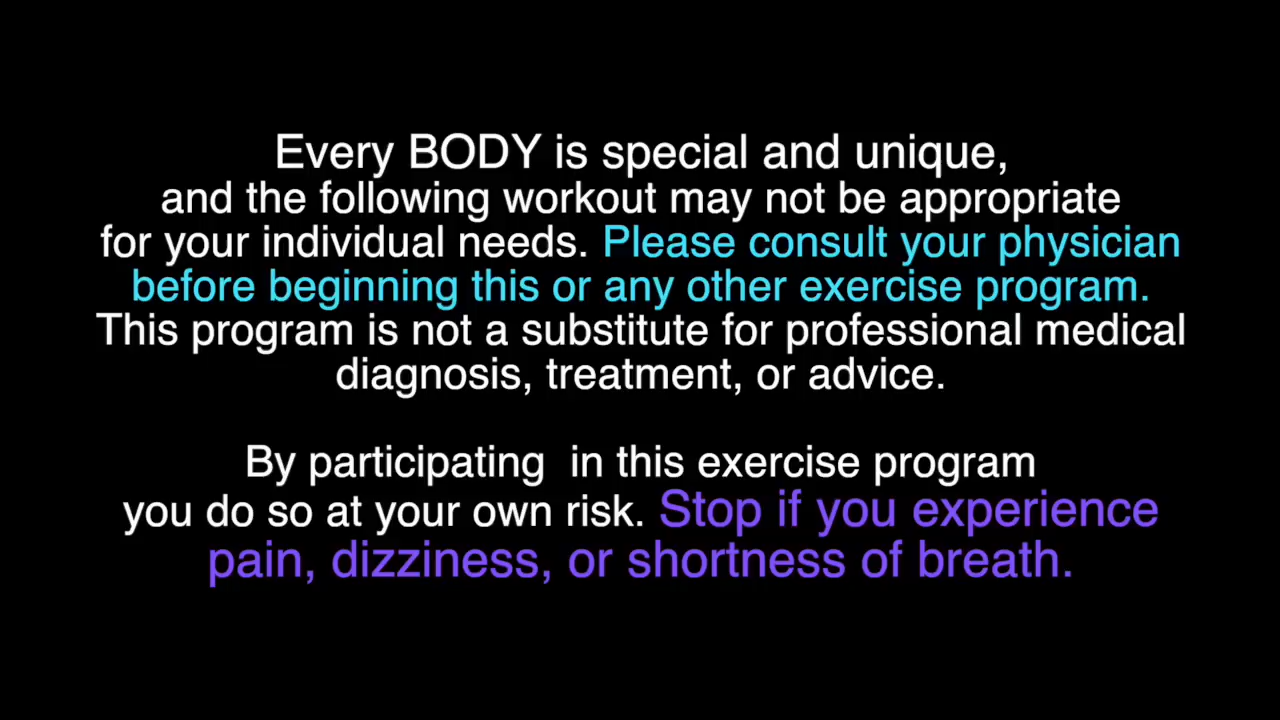 Every BODY is special and unique,
and the following workout may not be appropriate
for your individual needs. Please consult your physician
before beginning this or any other exercise program.
This program is not a substitute for professional medical
diagnosis, treatment, or advice.
By participating  in this exercise program
you do so at your own risk. Stop if you experience
pain, dizziness, or shortness of breath.